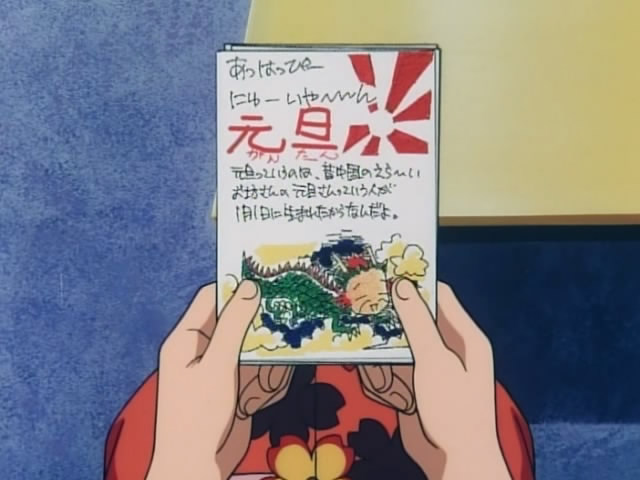 あっはっぴー
にゅーいやーーん
元旦
がんたん
元旦っていうのは、昔中国のえら〜い
お坊さんの元旦さんっていう人が
1月1日に生まれたからなんだよ。